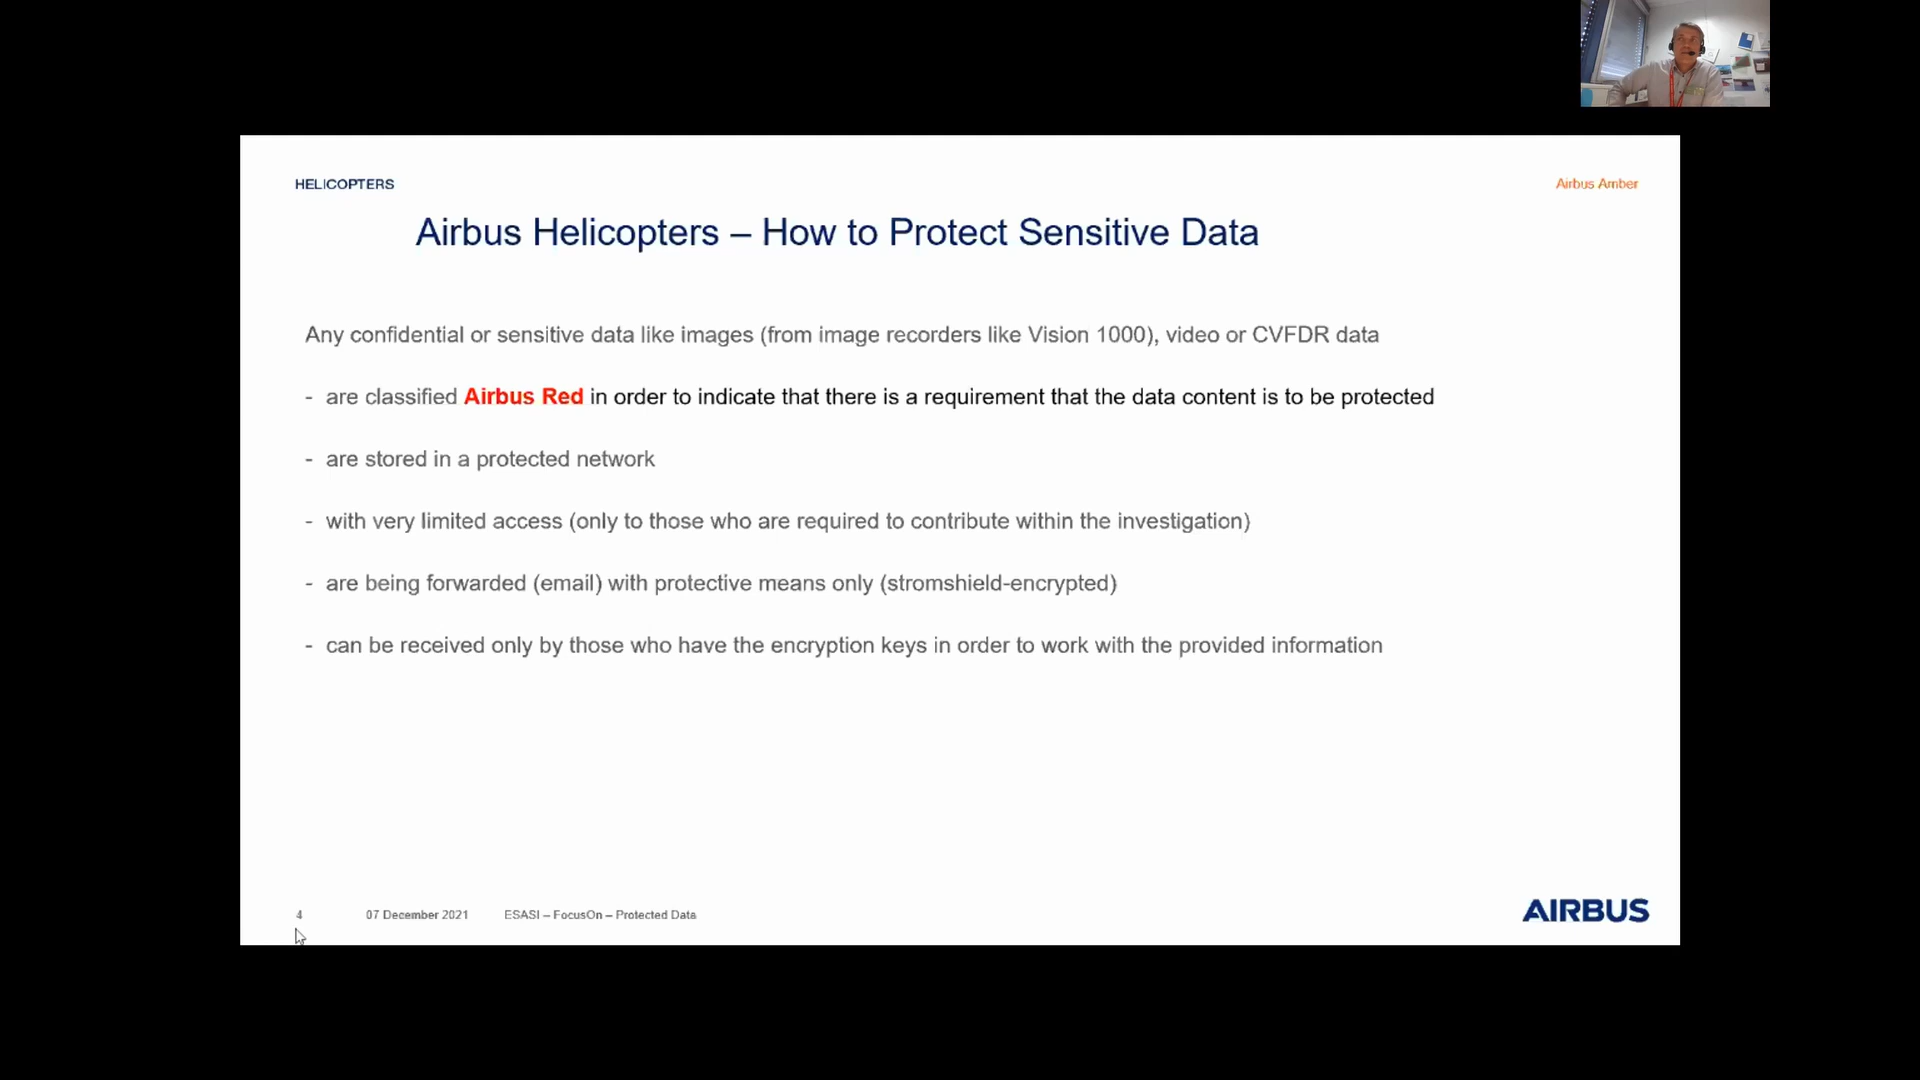 HELICOPTERS
Airbus Amber
Airbus Helicopters – How to Protect Sensitive Data
Any confidential or sensitive data like images (from image recorders like Vision 1000), video or CVFDR data
- are classified Airbus Red in order to indicate that there is a requirement that the data content is to be protected
- are stored in a protected network
- with very limited access (only to those who are required to contribute within the investigation)
- are being forwarded (email) with protective means only (stromshield-encrypted)
- can be received only by those who have the encryption keys in order to work with the provided information
4 07 December 2021 ESASI – FocusOn – Protected Data
AIRBUS